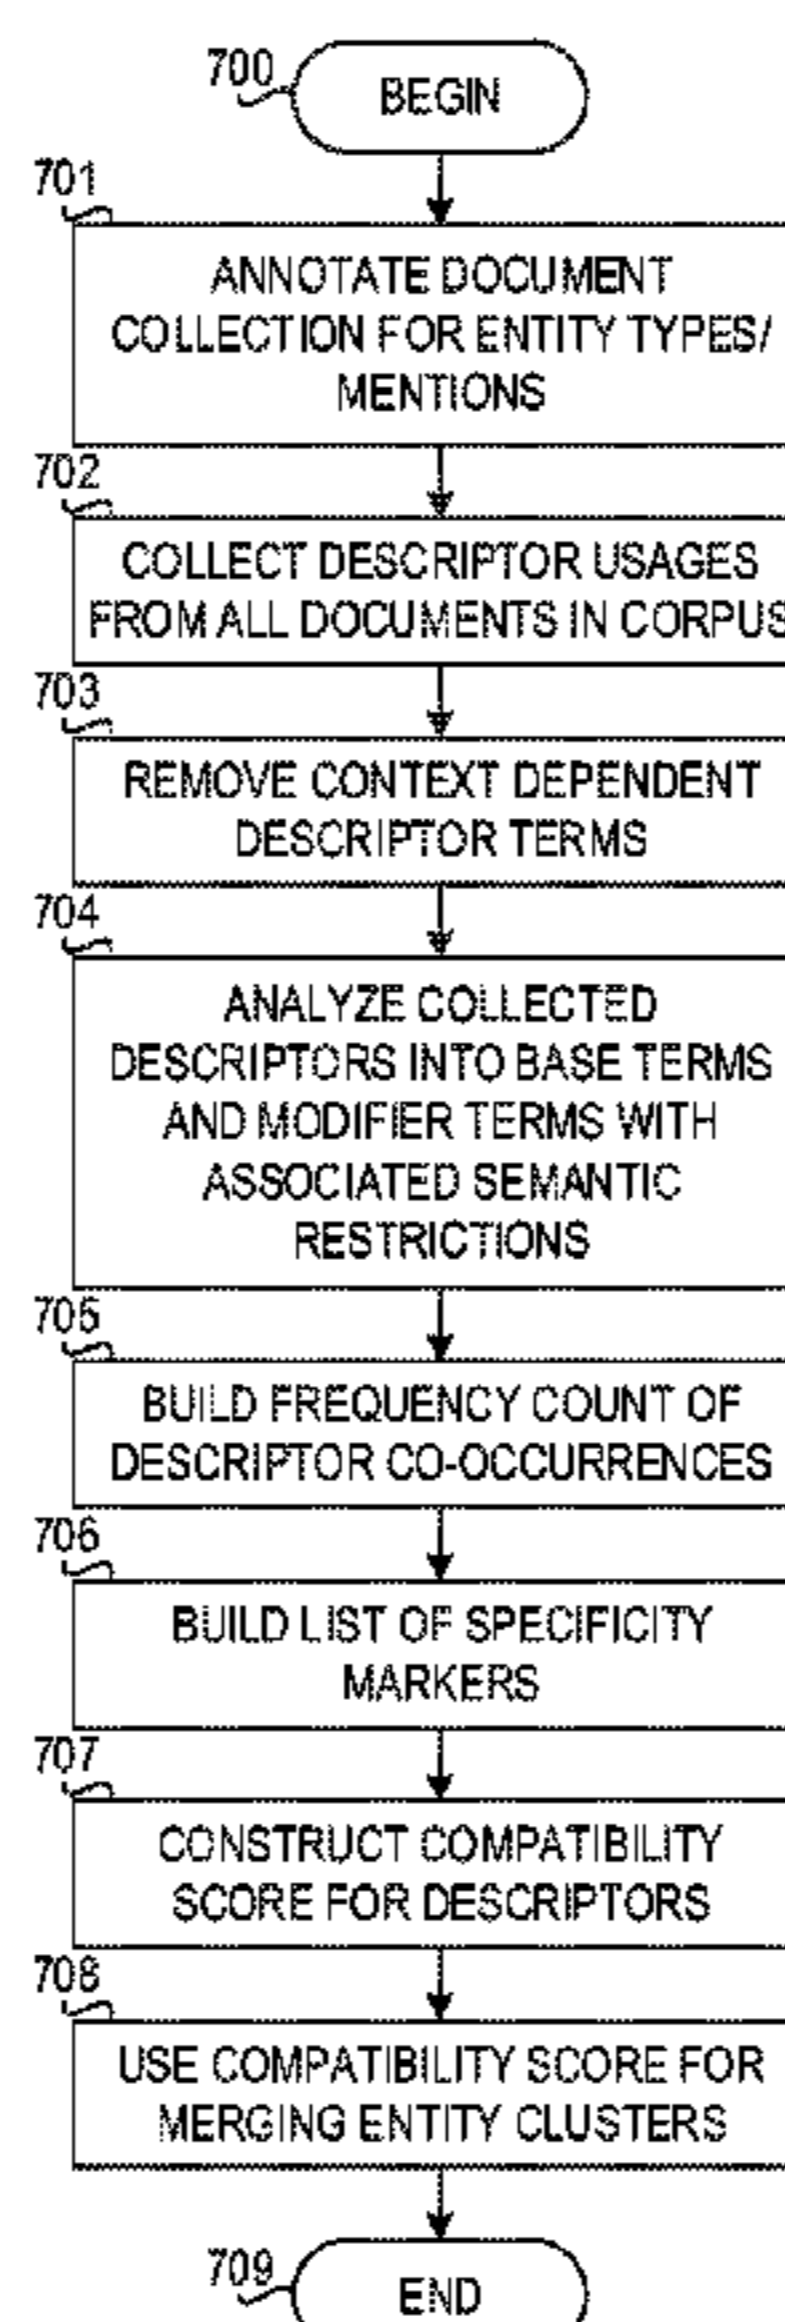 700
BEGIN
701
ANNOTATE DOCUMENT
COLLECTION FOR ENTITY TYPES/
MENTIONS
702
COLLECT DESCRIPTOR USAGES
FROM ALL DOCUMENTS IN CORPUS
703
REMOVE CONTEXT DEPENDENT
DESCRIPTOR TERMS
704
ANALYZE COLLECTED
DESCRIPTORS INTO BASE TERMS
AND MODIFIER TERMS WITH
ASSOCIATED SEMANTIC
RESTRICTIONS
705
BUILD FREQUENCY COUNT OF
DESCRIPTOR CO-OCCURRENCES
706
BUILD LIST OF SPECIFICITY
MARKERS
707
CONSTRUCT COMPATIBILITY
SCORE FOR DESCRIPTORS
708
USE COMPATIBILITY SCORE FOR
MERGING ENTITY CLUSTERS
709
END